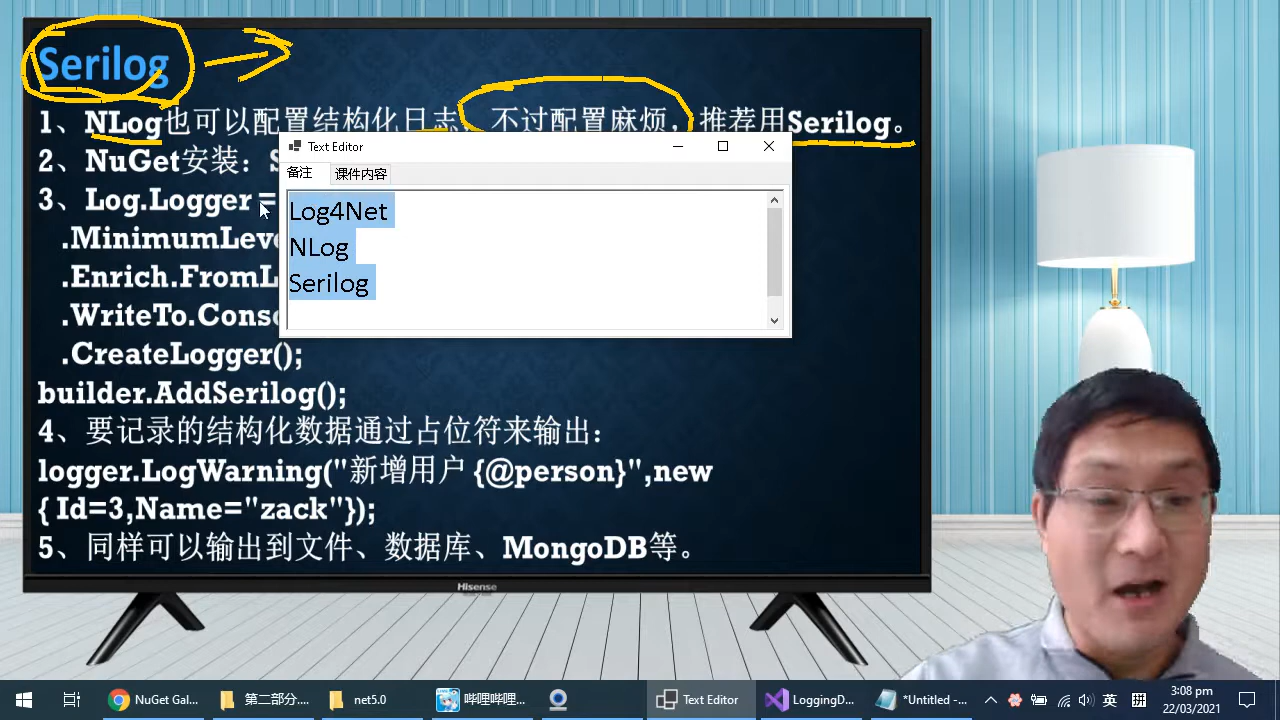 Serilog
1、NLog也可以配置结构化日志，不过配置麻烦，推荐用Serilog。
2、NuGet安装：S
3、Log.Logger =
.MinimumLeve
.Enrich.FromL
.WriteTo.Conso
.CreateLogger();
builder.AddSerilog();
4、要记录的结构化数据通过占位符来输出：
logger.LogWarning("新增用户 {@person}",new
{ Id=3,Name="zack"});
5、同样可以输出到文件、数据库、MongoDB等。
Text Editor
备注 课件内容
Log4Net
NLog
Serilog
Hisense
NuGet Gal...
第二部分....
net5.0
哔哩哔哩...
Text Editor
LoggingD...
*Untitled -...
英
拼
3:08 pm
22/03/2021